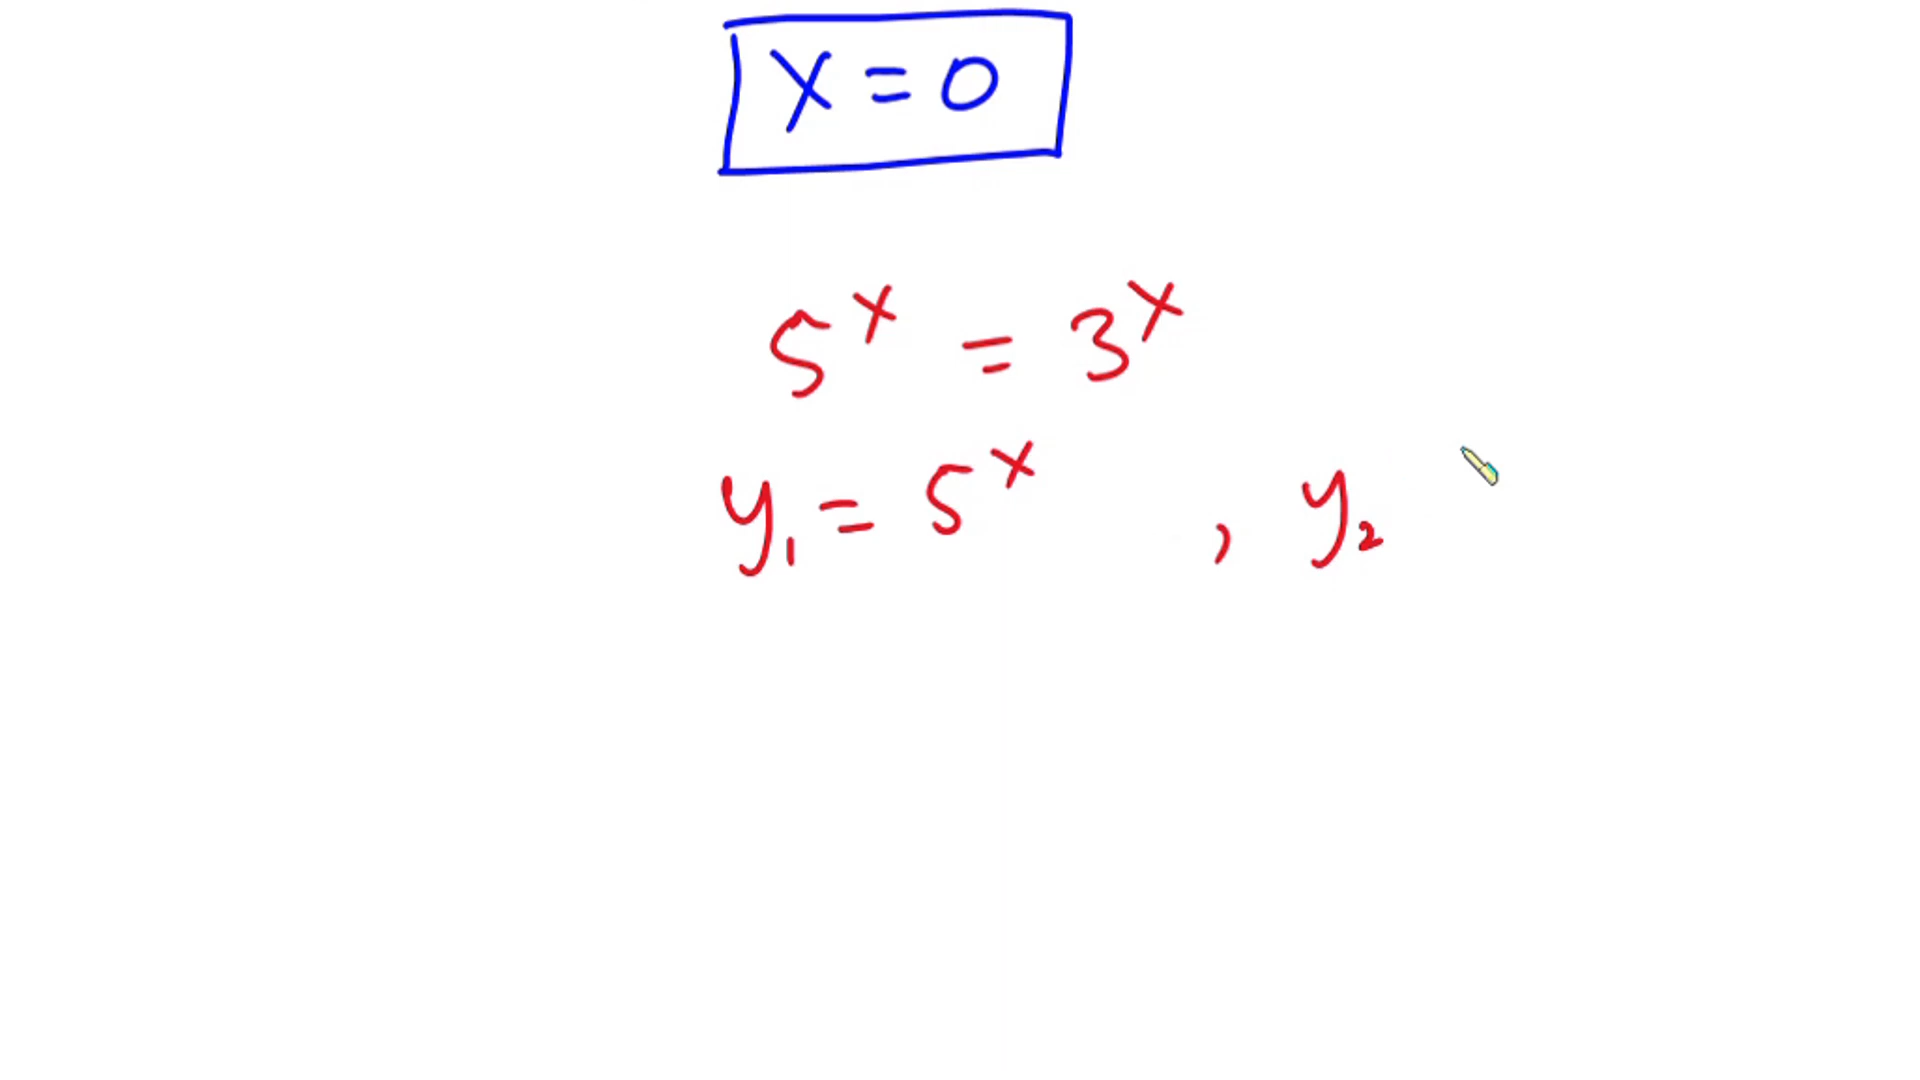 X = 0
5^x = 3^x
y₁ = 5^x , y₂